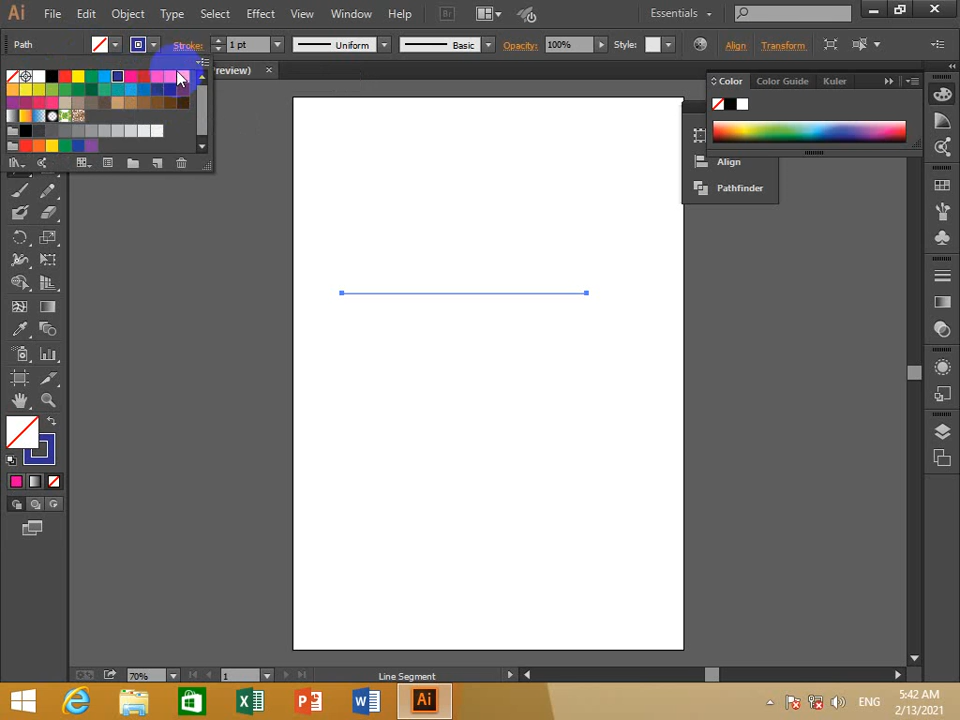 Ai File Edit Object Type Select Effect View Window Help Br Essentials
Path Stroke: 1 pt Uniform Basic Opacity: 100% Style: Align Transform
review)
Color Color Guide Kuler
Align
Pathfinder
70% 1 Line Segment
Ai ENG 5:42 AM
2/13/2021